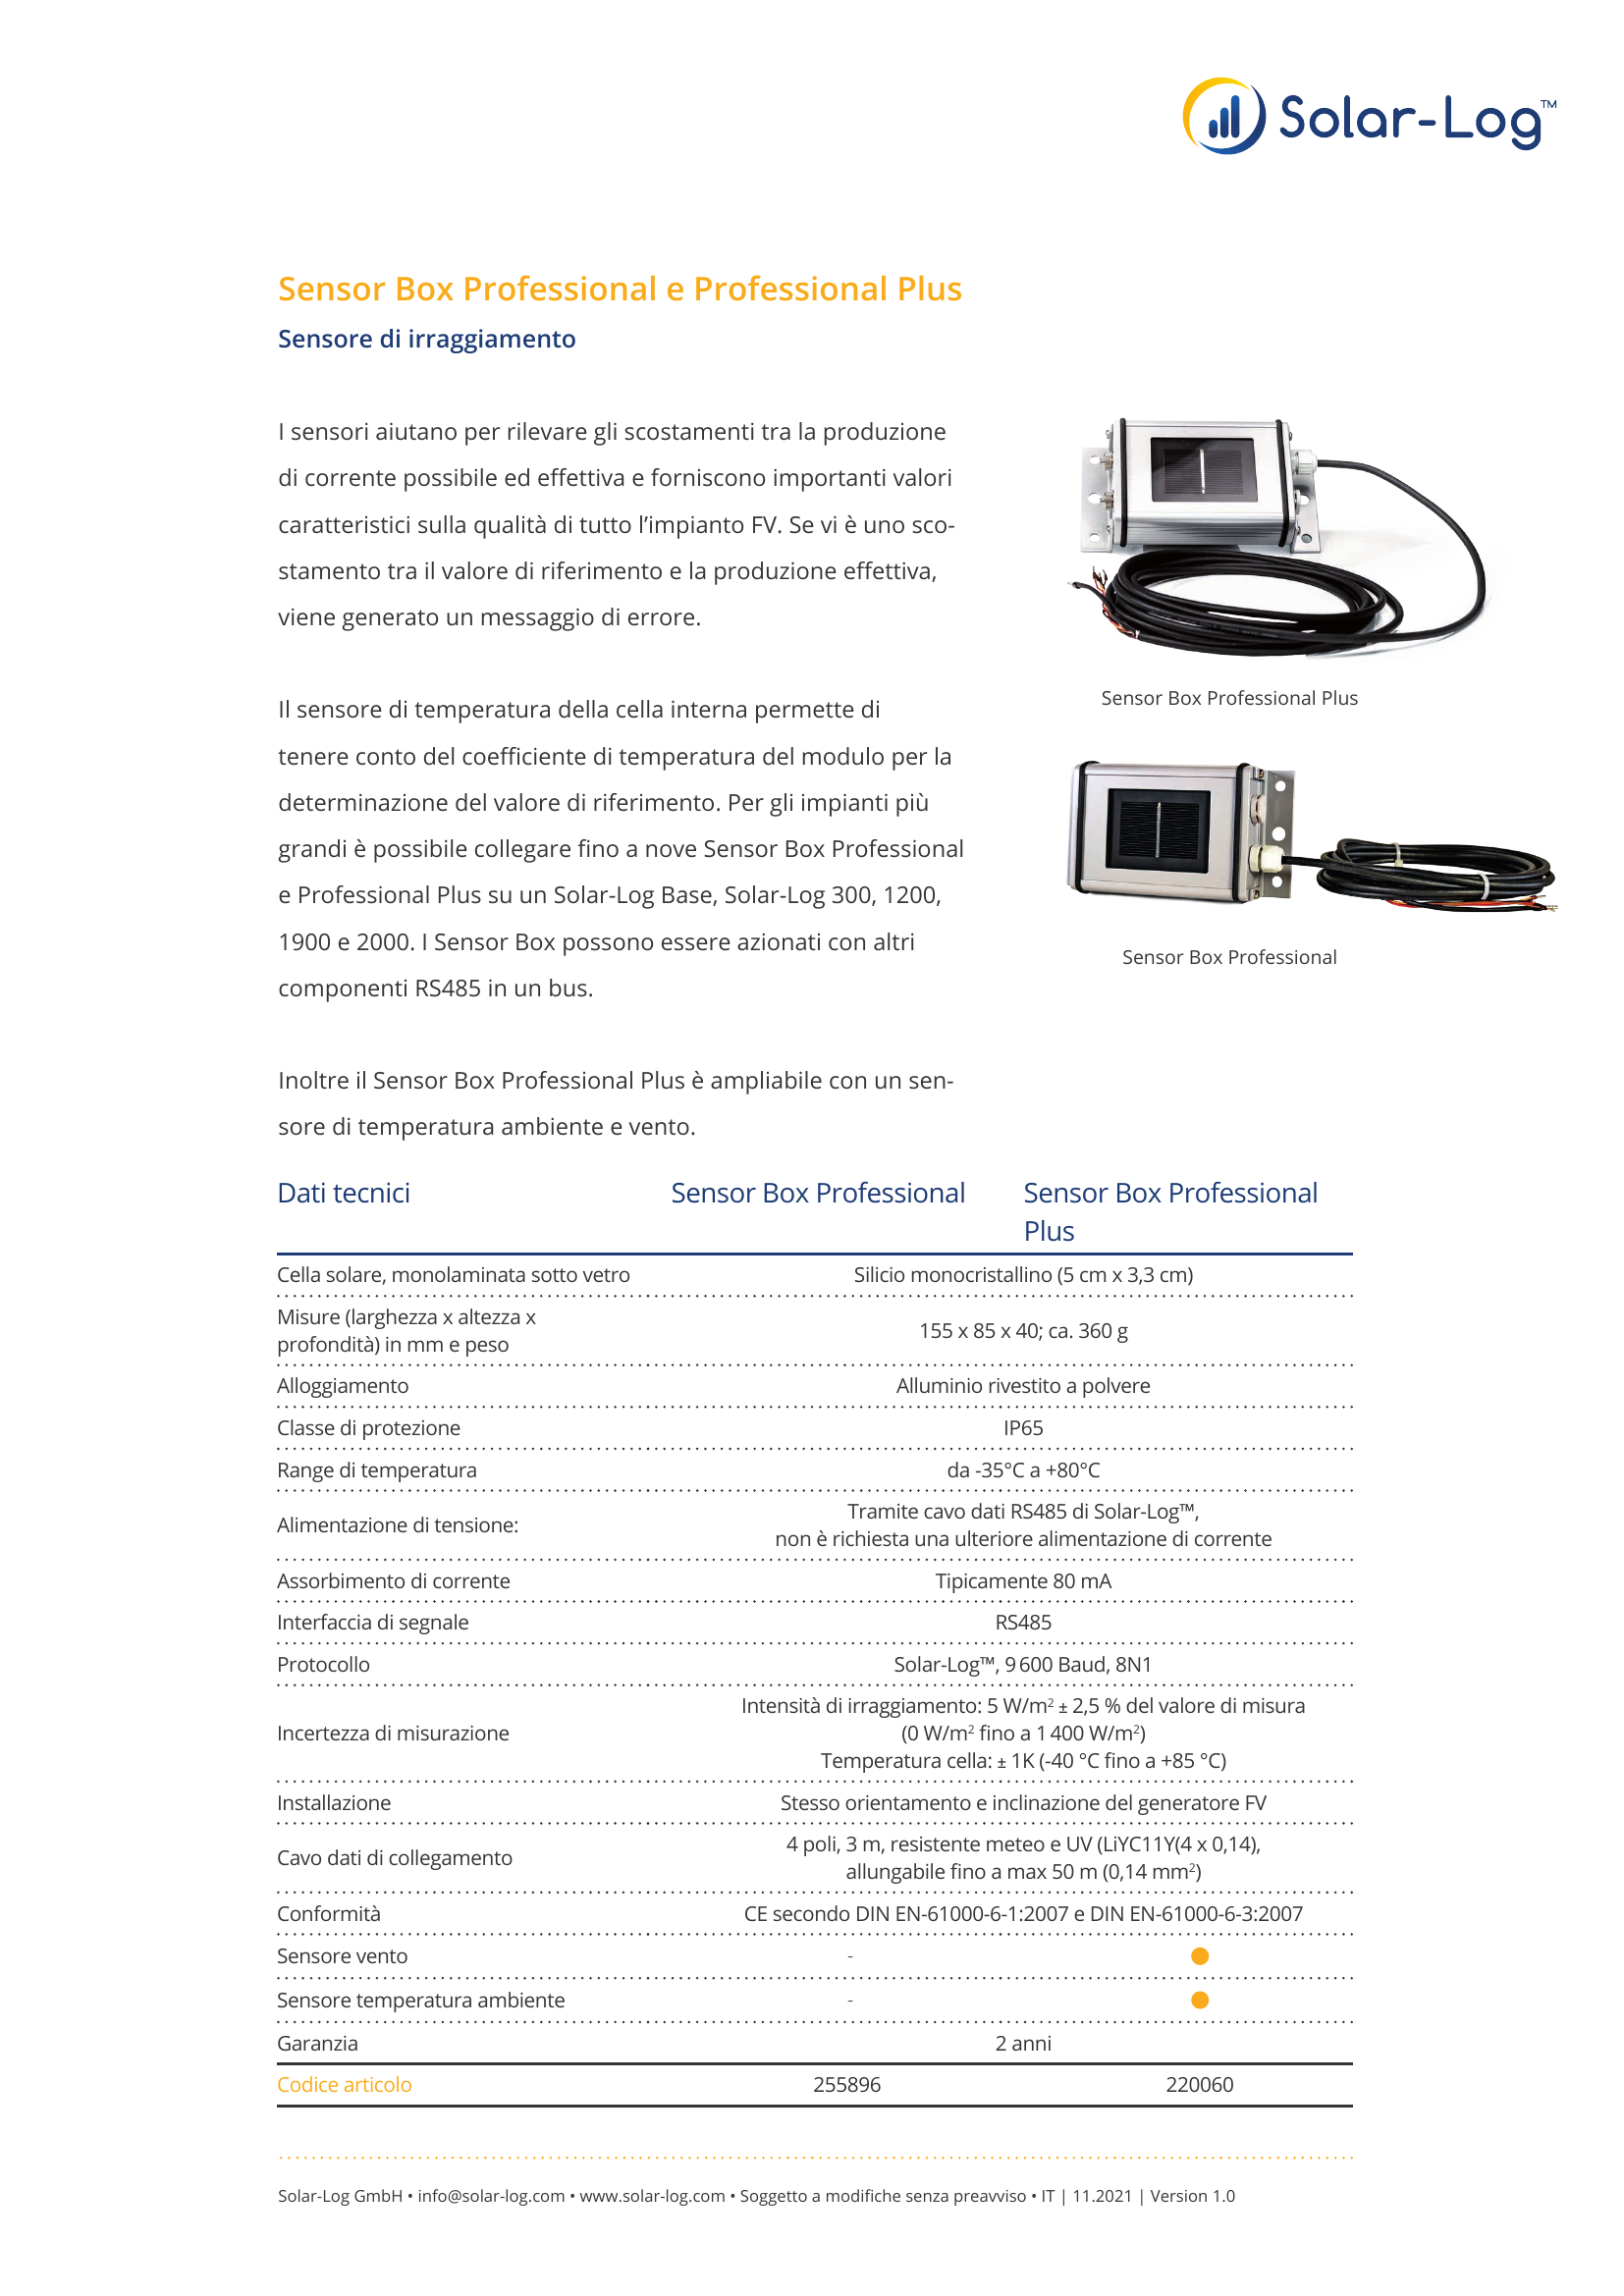 Solar-Log™
Sensor Box Professional e Professional Plus
Sensore di irraggiamento
I sensori aiutano per rilevare gli scostamenti tra la produzione
di corrente possibile ed effettiva e forniscono importanti valori
caratteristici sulla qualità di tutto l’impianto FV. Se vi è uno sco-
stamento tra il valore di riferimento e la produzione effettiva,
viene generato un messaggio di errore.
Il sensore di temperatura della cella interna permette di
tenere conto del coefficiente di temperatura del modulo per la
determinazione del valore di riferimento. Per gli impianti più
grandi è possibile collegare fino a nove Sensor Box Professional
e Professional Plus su un Solar-Log Base, Solar-Log 300, 1200,
1900 e 2000. I Sensor Box possono essere azionati con altri
componenti RS485 in un bus.
Inoltre il Sensor Box Professional Plus è ampliabile con un sen-
sore di temperatura ambiente e vento.
Sensor Box Professional Plus
Sensor Box Professional
Dati tecnici Sensor Box Professional Sensor Box Professional
Plus
Cella solare, monolaminata sotto vetro Silicio monocristallino (5 cm x 3,3 cm)
Misure (larghezza x altezza x
profondità) in mm e peso
155 x 85 x 40; ca. 360 g
Alloggiamento Alluminio rivestito a polvere
Classe di protezione IP65
Range di temperatura da -35°C a +80°C
Alimentazione di tensione:
Tramite cavo dati RS485 di Solar-Log™,
non è richiesta una ulteriore alimentazione di corrente
Assorbimento di corrente Tipicamente 80 mA
Interfaccia di segnale RS485
Protocollo Solar-Log™, 9 600 Baud, 8N1
Incertezza di misurazione
Intensità di irraggiamento: 5 W/m² ± 2,5 % del valore di misura
(0 W/m² fino a 1 400 W/m²)
Temperatura cella: ± 1K (-40 °C fino a +85 °C)
Installazione Stesso orientamento e inclinazione del generatore FV
Cavo dati di collegamento
4 poli, 3 m, resistente meteo e UV (LiYC11Y(4 x 0,14),
allungabile fino a max 50 m (0,14 mm²)
Conformità CE secondo DIN EN-61000-6-1:2007 e DIN EN-61000-6-3:2007
Sensore vento - ●
Sensore temperatura ambiente - ●
Garanzia 2 anni
Codice articolo 255896 220060
Solar-Log GmbH • info@solar-log.com • www.solar-log.com • Soggetto a modifiche senza preavviso • IT | 11.2021 | Version 1.0